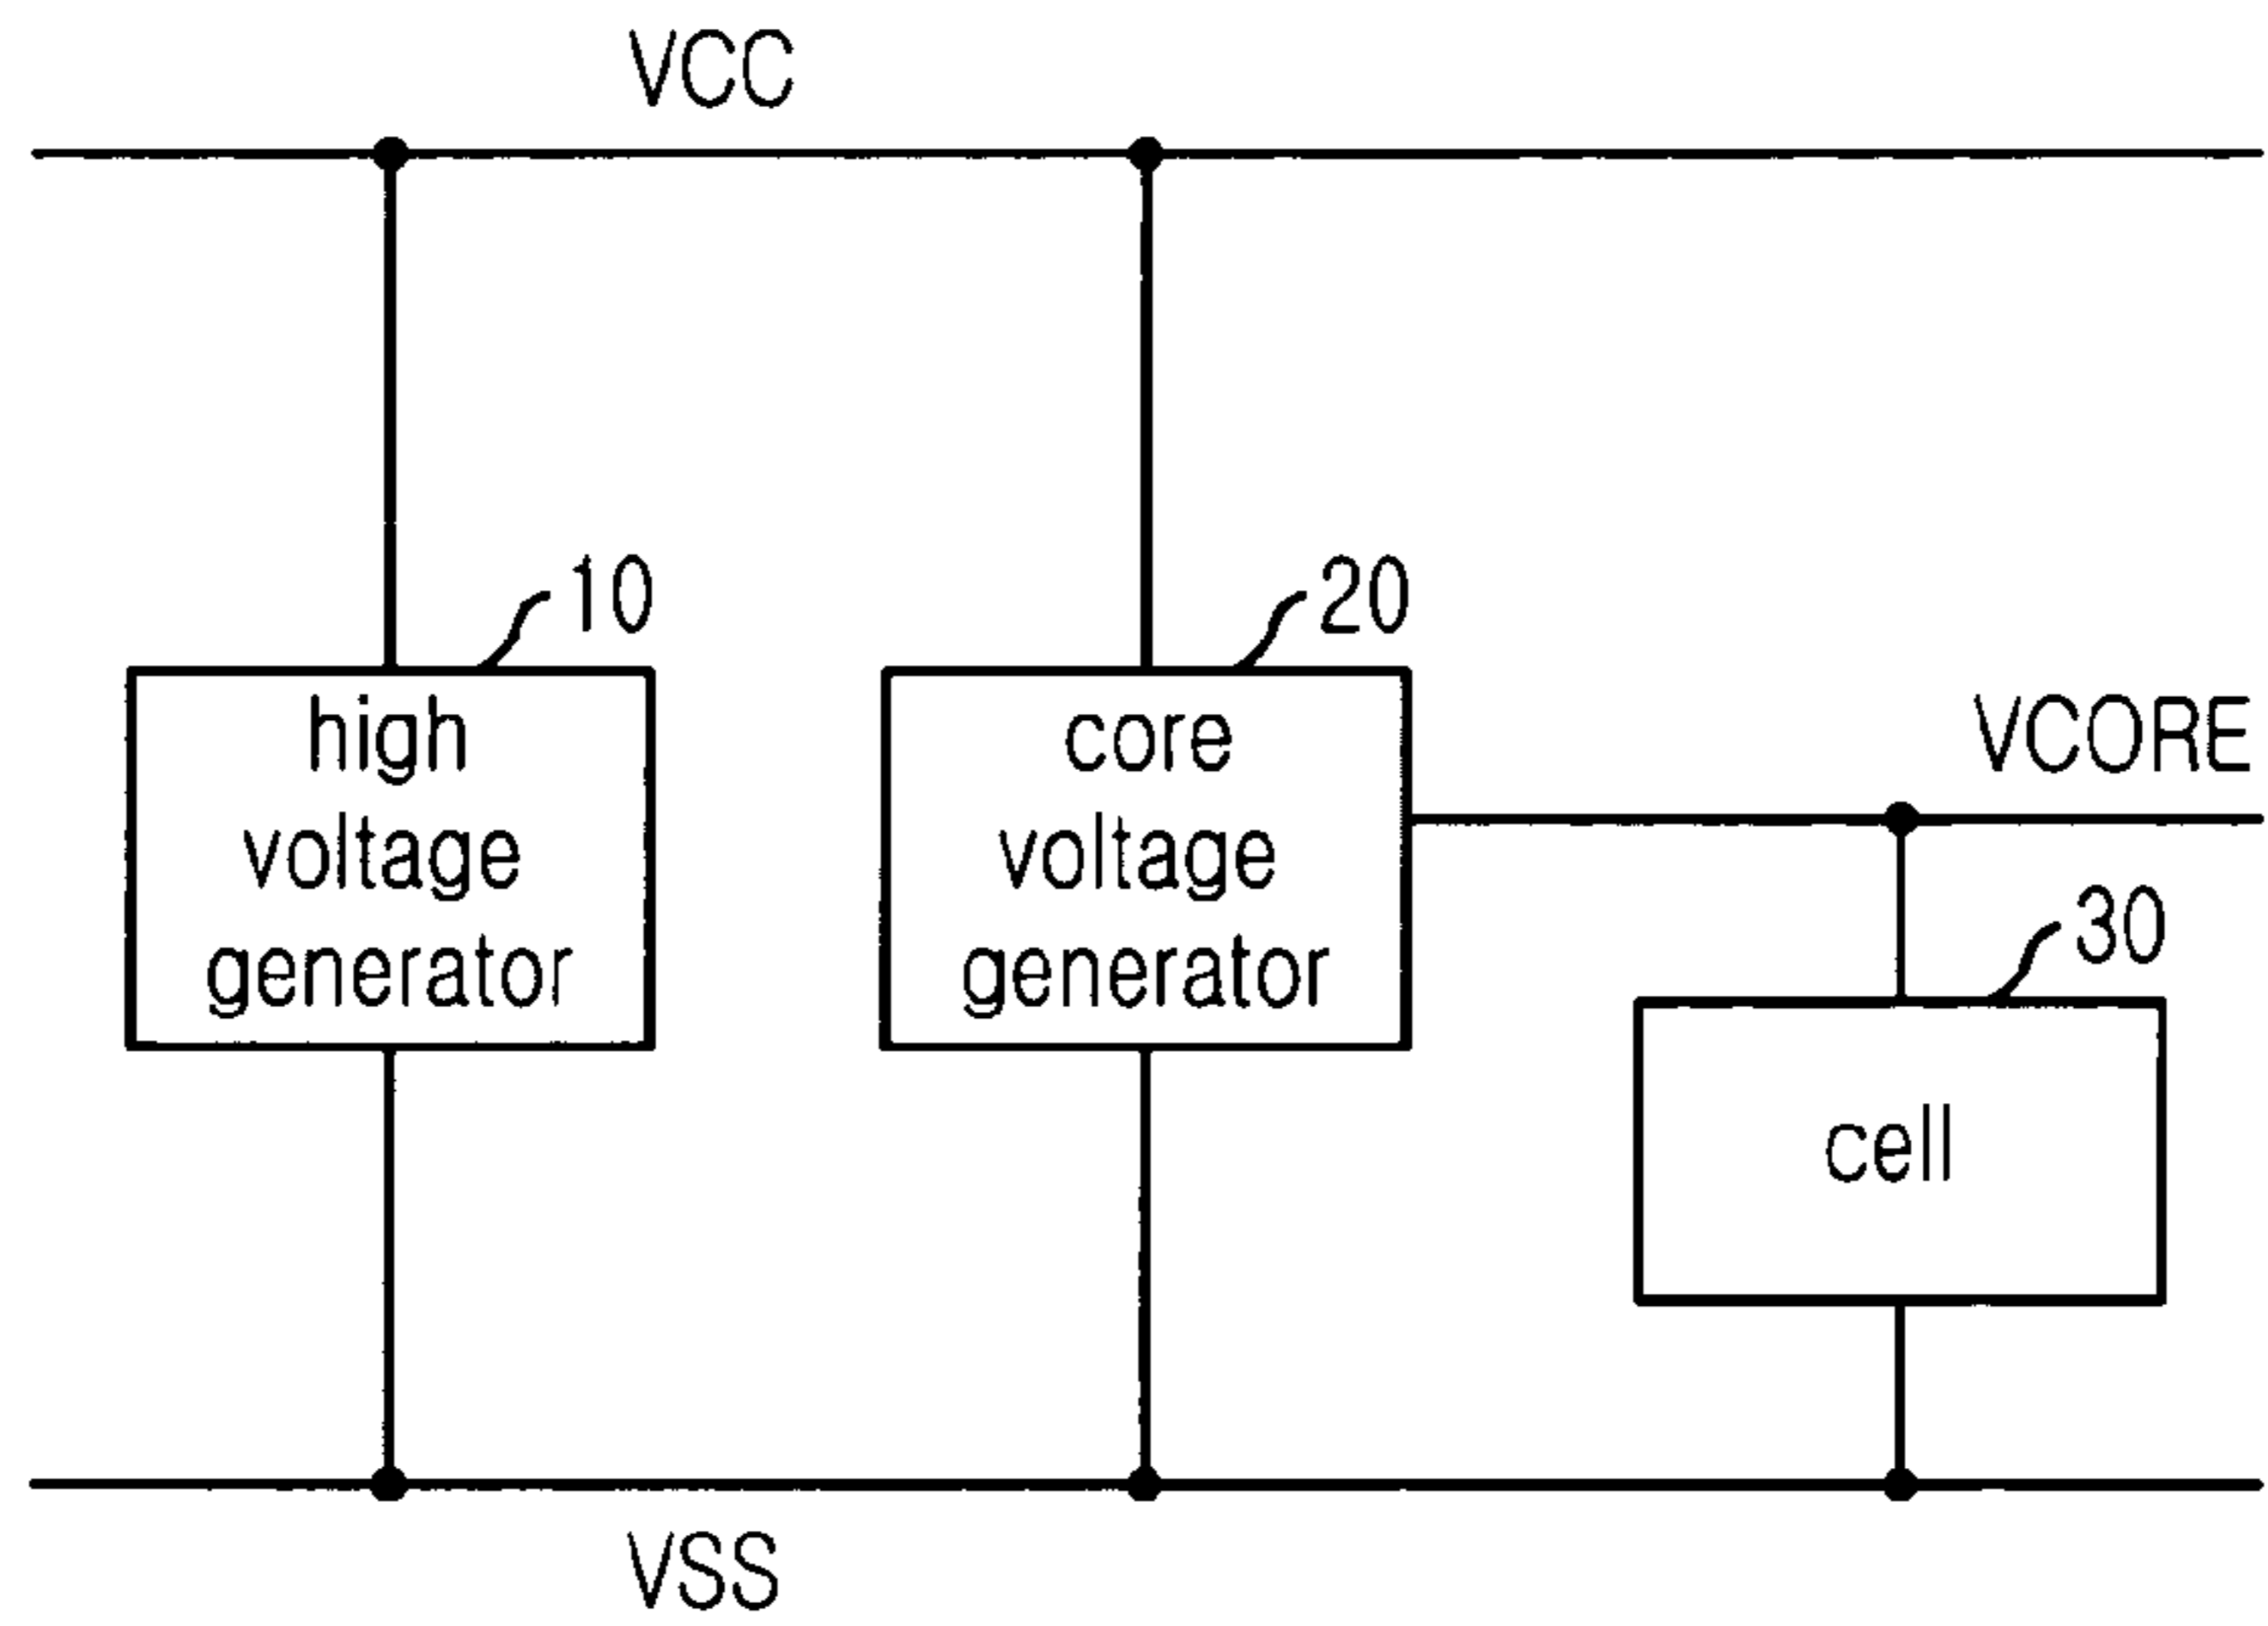 VCC
10
20
high
voltage
generator
core
voltage
generator
VCORE
30
cell
VSS